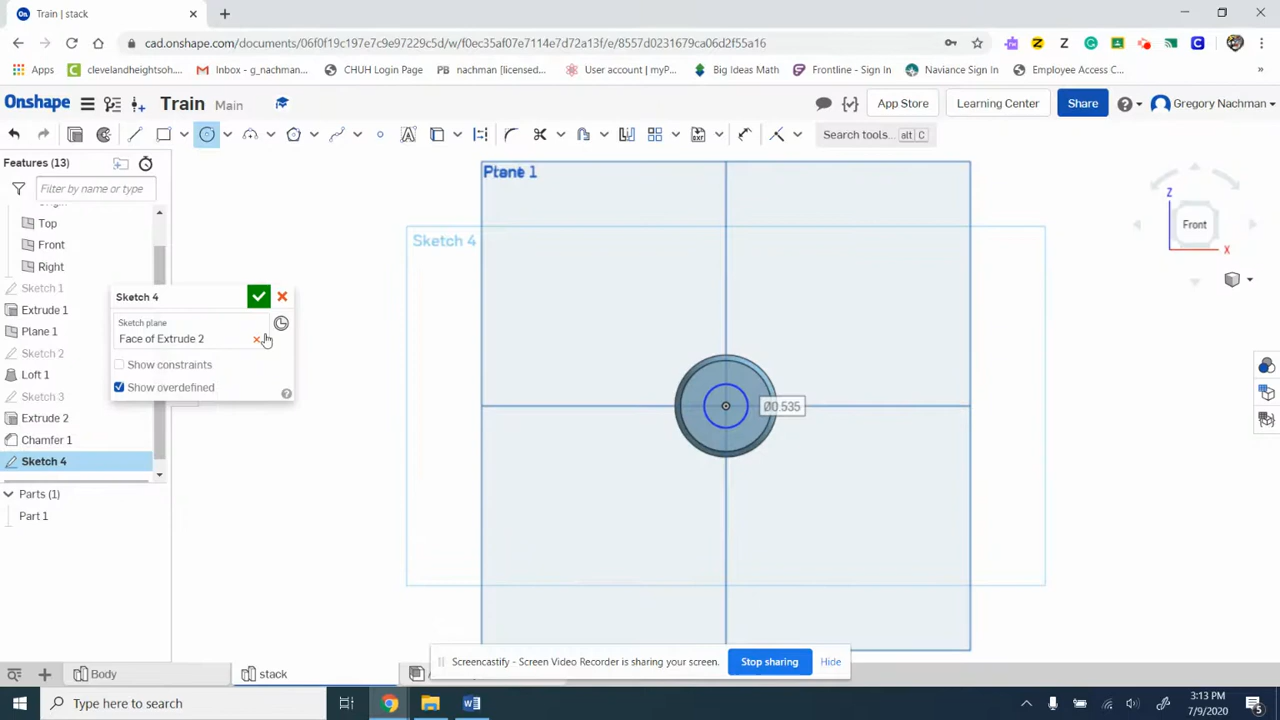 Train | stack
cad.onshape.com/documents/06f0f19c197e7c9e97229c5d/w/f0ec35df07e7114e7d72a13f/e/8557d0231679ca06d2f55a16
Apps
clevelandheightsoh...
Inbox - g_nachman...
CHUH Login Page
PB nachman [licensed...
User account | myP...
Big Ideas Math
Frontline - Sign In
Naviance Sign In
Employee Access C...
Onshape
Train Main
App Store
Learning Center
Share
Gregory Nachman
Search tools... alt C
Features (13)
Filter by name or type
Top
Front
Right
Sketch 1
Extrude 1
Plane 1
Sketch 2
Loft 1
Sketch 3
Extrude 2
Chamfer 1
Sketch 4
Parts (1)
Part 1
Sketch 4
Sketch plane
Face of Extrude 2
Show constraints
Show overdefined
Plane 1
Sketch 4
Ø0.535
Z
Front
X
Screencastify - Screen Video Recorder is sharing your screen.
Stop sharing
Hide
Body
stack
Type here to search
3:13 PM
7/9/2020
5